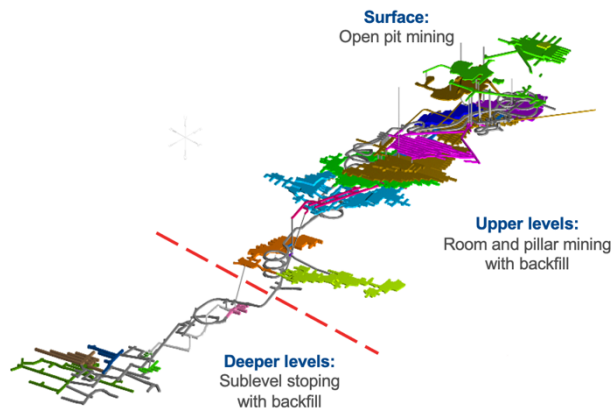 Surface:
Open pit mining
Upper levels:
Room and pillar mining
with backfill
Deeper levels:
Sublevel stoping
with backfill